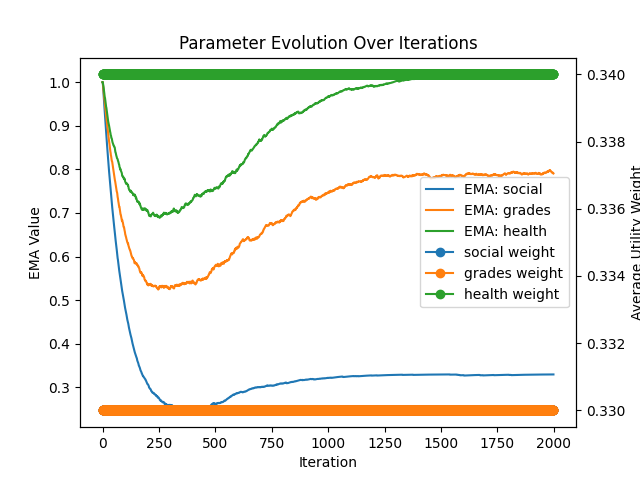 Parameter Evolution Over Iterations
1.0
0.9
0.8
0.7
0.6
0.5
0.4
0.3
EMA Value
0.340
0.338
0.336
0.334
0.332
0.330
Average Utility Weight
EMA: social
EMA: grades
EMA: health
social weight
grades weight
health weight
0 250 500 750 1000 1250 1500 1750 2000
Iteration